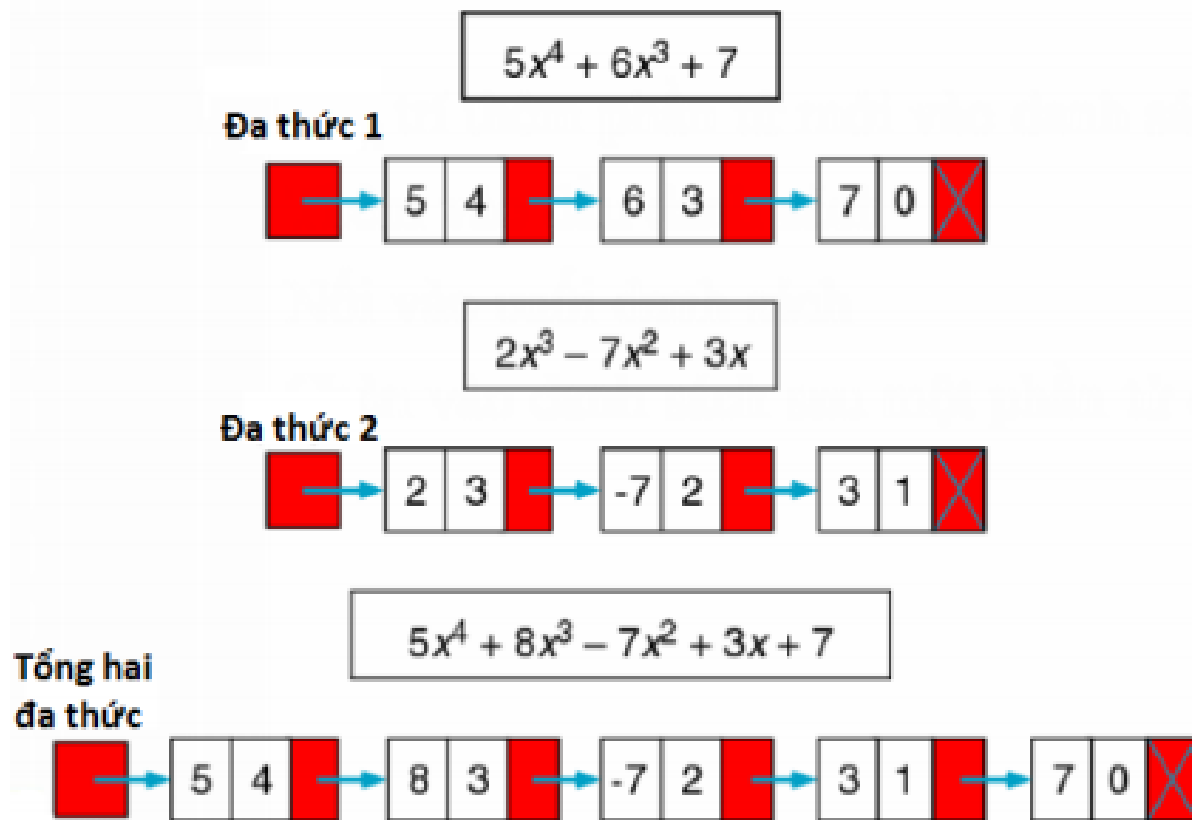 5x⁴ + 6x³ + 7
Đa thức 1
5 4 6 3 7 0
2x³ – 7x² + 3x
Đa thức 2
2 3 -7 2 3 1
5x⁴ + 8x³ – 7x² + 3x + 7
Tổng hai
đa thức
5 4 8 3 -7 2 3 1 7 0